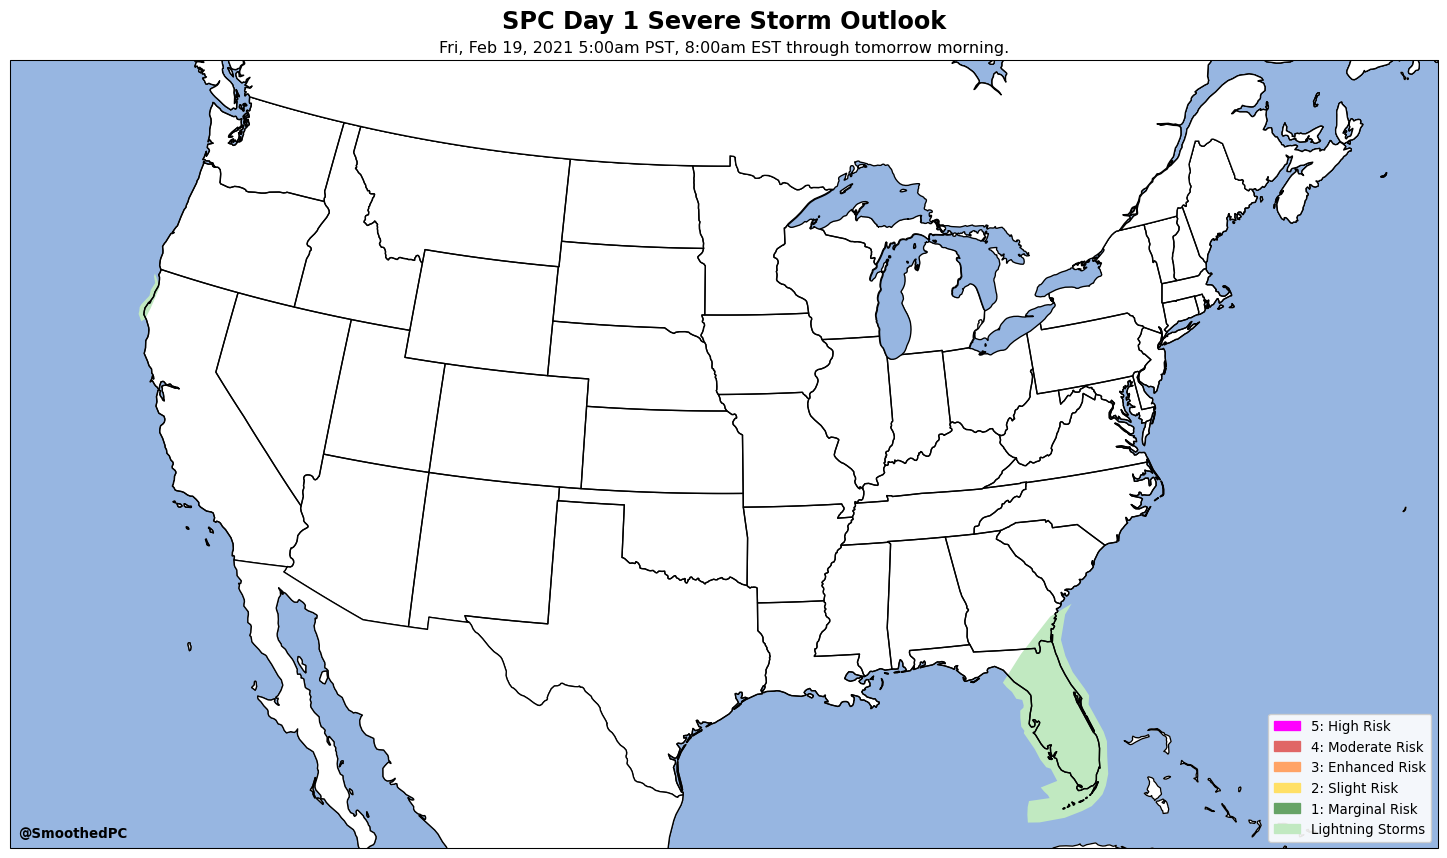 SPC Day 1 Severe Storm Outlook
Fri, Feb 19, 2021 5:00am PST, 8:00am EST through tomorrow morning.
5: High Risk
4: Moderate Risk
3: Enhanced Risk
2: Slight Risk
1: Marginal Risk
Lightning Storms
@SmoothedPC